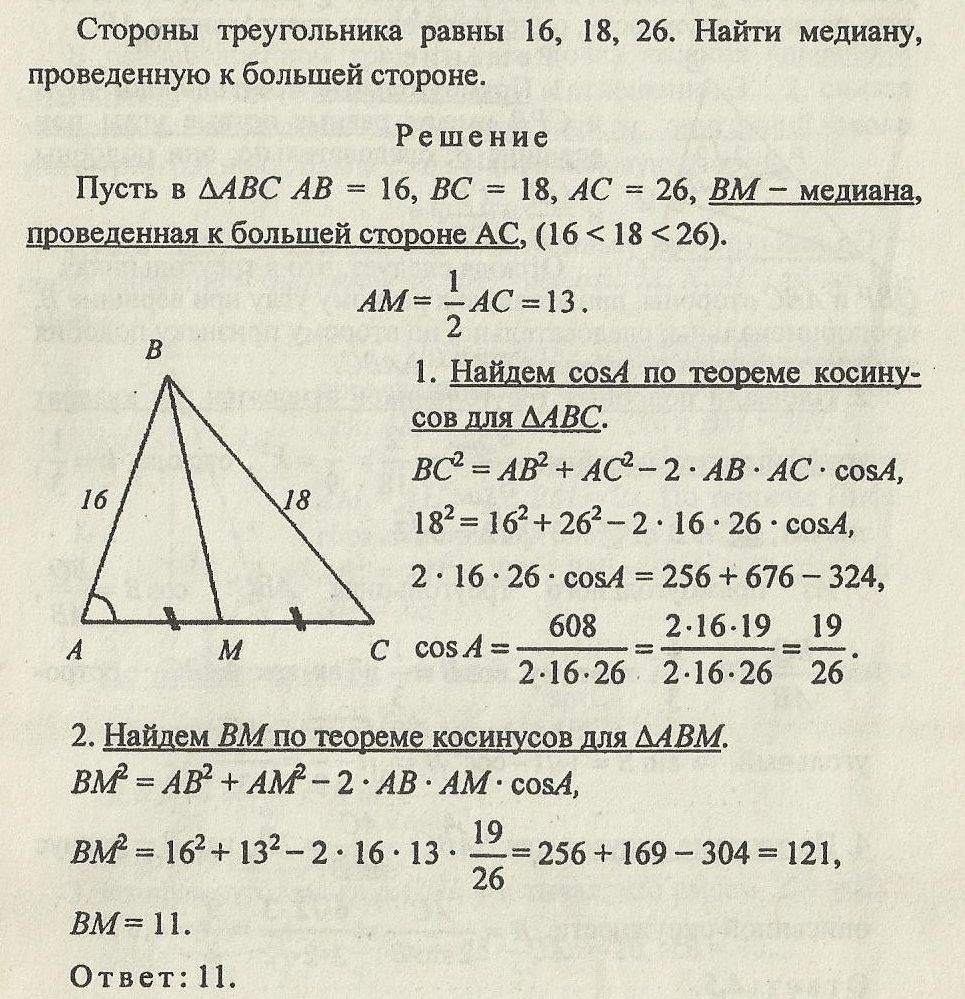 Стороны треугольника равны 16, 18, 26. Найти медиану,
проведенную к большей стороне.
Решение
Пусть в ΔABC AB = 16, BC = 18, AC = 26, BM – медиана,
проведенная к большей стороне AC, (16 < 18 < 26).
AM = 1/2 AC = 13.
B
16
18
A
M
C
1. Найдем cosA по теореме косину-
сов для ΔABC.
BC² = AB² + AC² – 2 · AB · AC · cosA,
18² = 16² + 26² – 2 · 16 · 26 · cosA,
2 · 16 · 26 · cosA = 256 + 676 – 324,
cos A = 608/(2·16·26) = (2·16·19)/(2·16·26) = 19/26.
2. Найдем BM по теореме косинусов для ΔABM.
BM² = AB² + AM² – 2 · AB · AM · cosA,
BM² = 16² + 13² – 2 · 16 · 13 · 19/26 = 256 + 169 – 304 = 121,
BM = 11.
Ответ: 11.